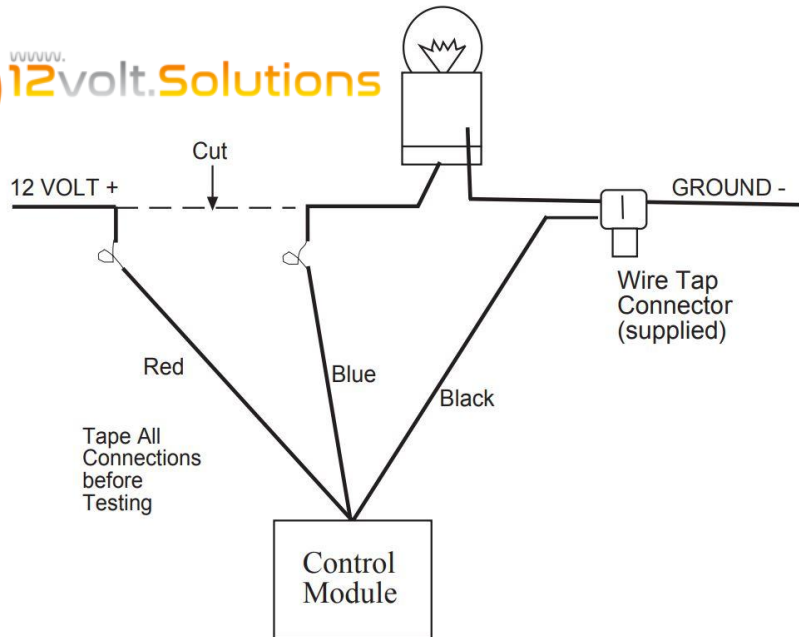 www.
12volt.Solutions
Cut
12 VOLT +
GROUND -
Wire Tap
Connector
(supplied)
Red
Blue
Black
Tape All
Connections
before
Testing
Control
Module